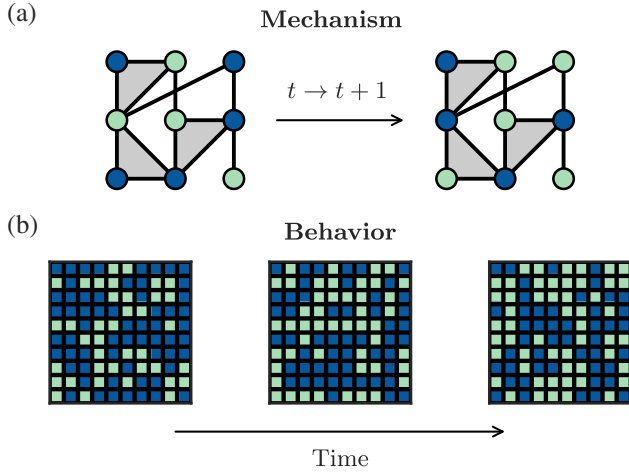 (a)
Mechanism
t → t + 1
(b)
Behavior
Time